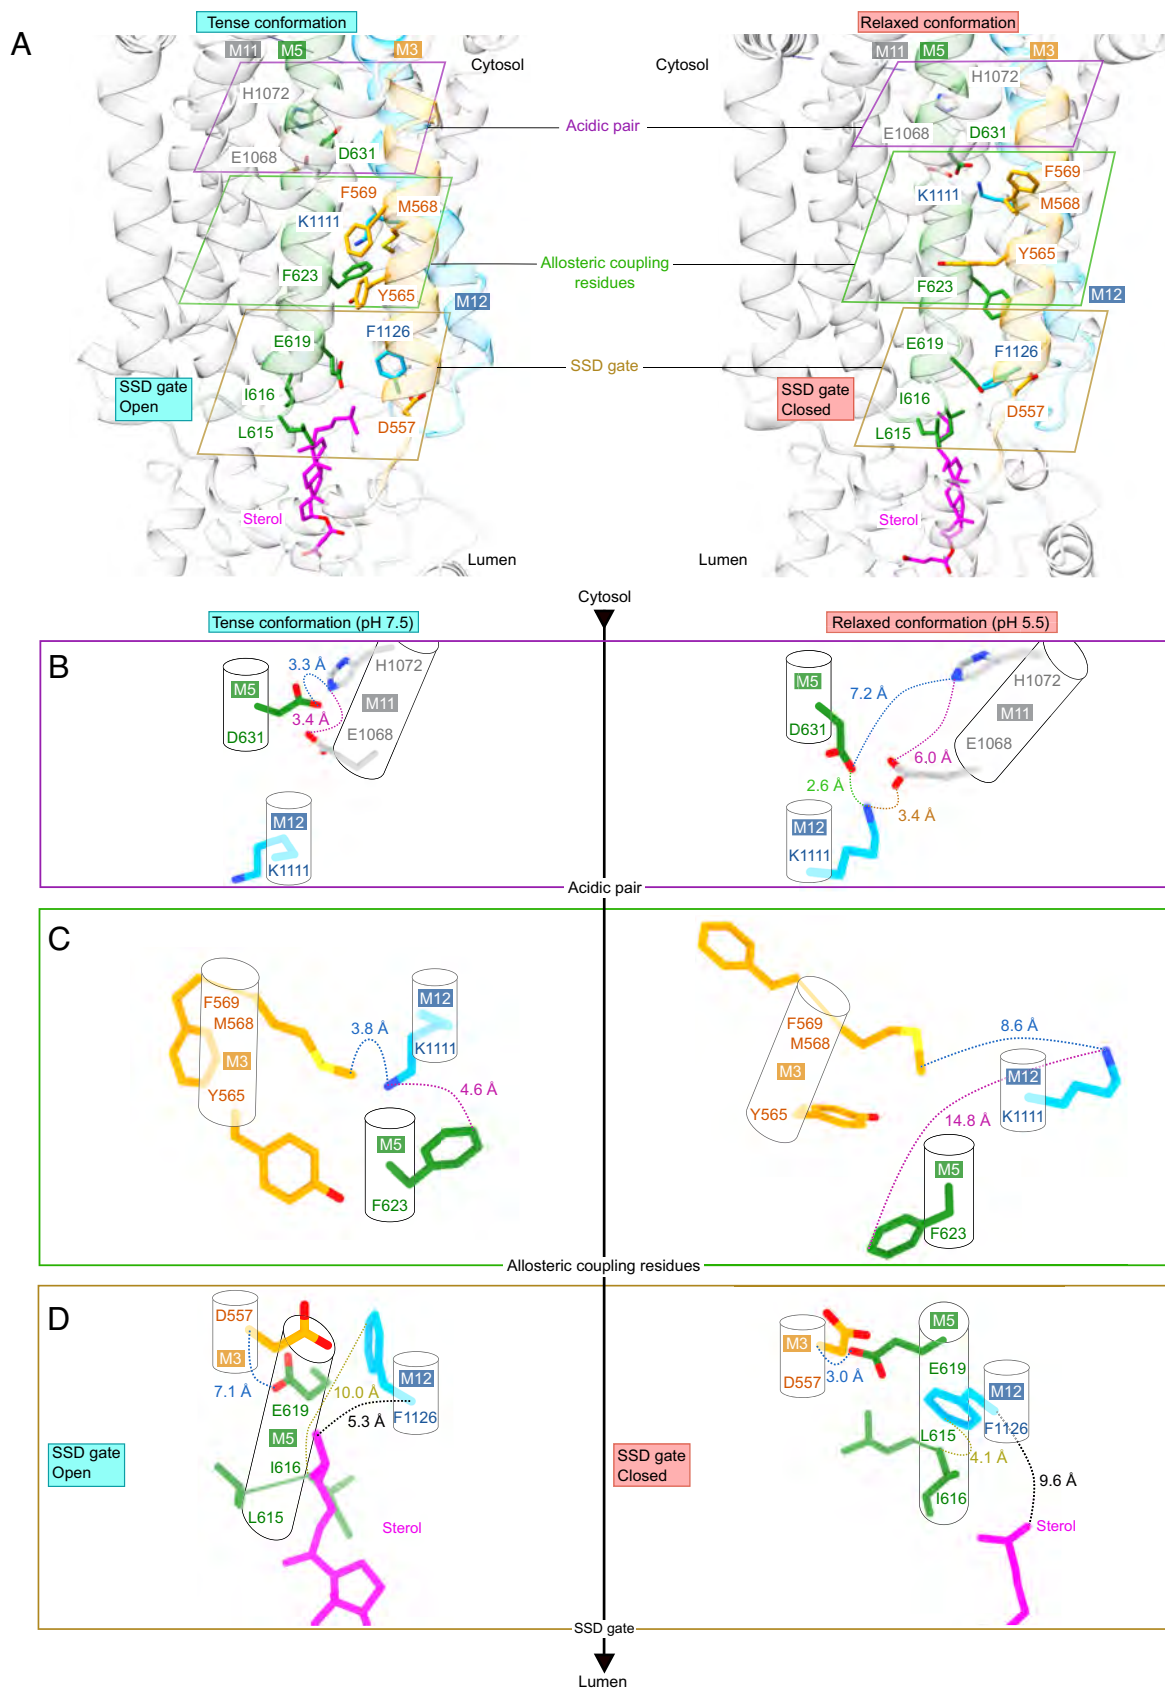 Tense conformation
Relaxed conformation
A
M11
M5
M3
Cytosol
H1072
Acidic pair
E1068
D631
F569
K1111
M568
F623
Allosteric coupling
residues
Y565
M12
E619
F1126
SSD gate
SSD gate
Open
I616
L615
D557
Sterol
Lumen
Cytosol
M11
M5
M3
H1072
E1068
D631
F569
K1111
M568
Y565
F623
M12
E619
F1126
SSD gate
Closed
I616
D557
L615
Sterol
Lumen
Cytosol
Tense conformation (pH 7.5)
Relaxed conformation (pH 5.5)
B
3.3 Å
H1072
M5
M11
3.4 Å
D631
E1068
M12
K1111
M5
7.2 Å
H1072
M11
D631
E1068
6.0 Å
2.6 Å
3.4 Å
M12
K1111
Acidic pair
C
F569
M568
M12
3.8 Å
K1111
M3
Y565
4.6 Å
M5
F623
F569
M568
8.6 Å
M3
M12
Y565
K1111
14.8 Å
M5
F623
Allosteric coupling residues
D
D557
M3
7.1 Å
E619
10.0 Å
M12
F1126
5.3 Å
M5
SSD gate
Open
I616
L615
Sterol
M5
M3
E619
D557
3.0 Å
M12
F1126
L615
4.1 Å
SSD gate
Closed
I616
9.6 Å
Sterol
SSD gate
Lumen